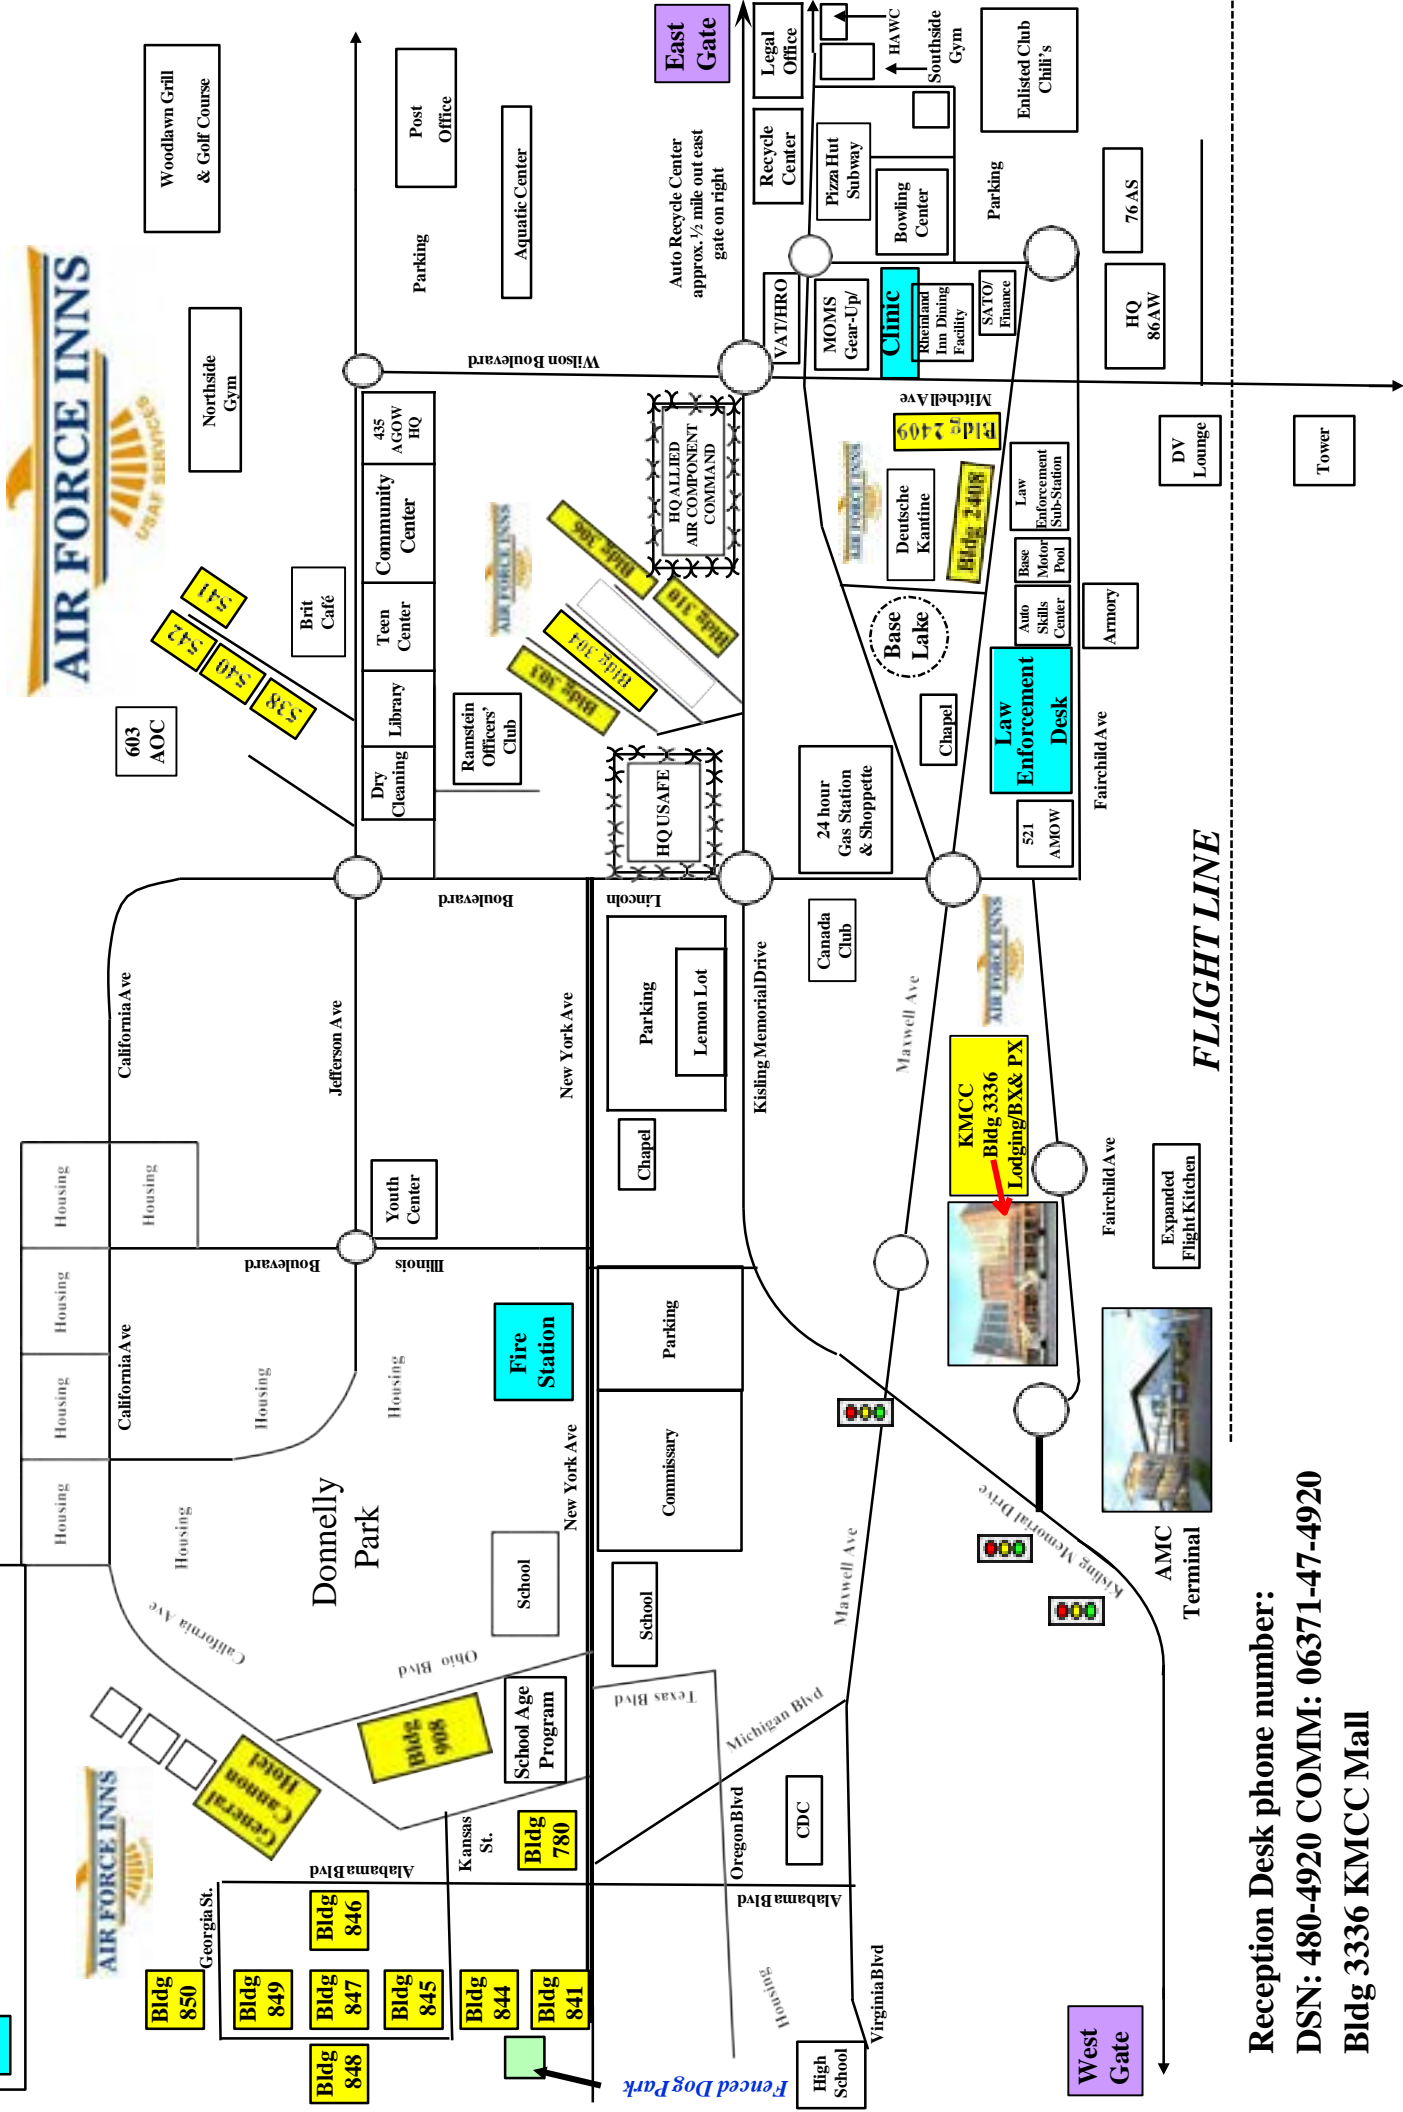 AIR FORCE INNS
USAF SERVICES
Woodlawn Grill
& Golf Course
Northside
Gym
Post
Office
Parking
Aquatic Center
East
Gate
Auto Recycle Center
approx. ½ mile out east
gate on right
Legal
Office
Recycle
Center
HAWC
Southside
Gym
Enlisted Club
Chili's
Pizza Hut
Subway
Bowling
Center
Parking
76 AS
HQ
86AW
VAT/HRO
MOMS
Gear-Up/
Clinic
Rheinland
Inn Dining
Facility
SATO/
Finance
Wilson Boulevard
Mitchell Ave
435
AGOW
HQ
Community
Center
Teen
Center
Library
Dry
Cleaning
Brit
Café
541
542
540
538
603
AOC
Ramstein
Officers'
Club
AIR FORCE INNS
Bldg 306
Bldg 310
Bldg 304
Bldg 303
HQ ALLIED
AIR COMPONENT
COMMAND
HQ USAFE
AIR FORCE INNS
Bldg 2409
Bldg 2408
Deutsche
Kantine
Base
Lake
Chapel
Law
Enforcement
Sub-Station
Base
Motor
Pool
Auto
Skills
Center
Armory
Law
Enforcement
Desk
521
AMOW
Fairchild Ave
DV
Lounge
Tower
24 hour
Gas Station
& Shoppette
FLIGHT LINE
Lincoln
Boulevard
California Ave
Jefferson Ave
New York Ave
Kisling Memorial Drive
Maxwell Ave
Canada
Club
Parking
Lemon Lot
Chapel
AIR FORCE INNS
KMCC
Bldg 3336
Lodging/BX& PX
Fairchild Ave
Expanded
Flight Kitchen
AMC
Terminal
Housing
Housing
Housing
Housing
Housing
Housing
Housing
Housing
Youth
Center
Illinois
Boulevard
California Ave
Fire
Station
Parking
Commissary
Donnelly
Park
New York Ave
School
School
Maxwell Ave
Kisling Memorial Drive
California Ave
Ohio Blvd
Texas Blvd
Michigan Blvd
School Age
Program
Bldg
908
General
Cannon
Hotel
AIR FORCE INNS
Kansas
St.
Bldg
780
Oregon Blvd
CDC
Alabama Blvd
Alabama Blvd
Georgia St.
Bldg
850
Bldg
849
Bldg
846
Bldg
847
Bldg
848
Bldg
845
Bldg
844
Bldg
841
Fenced Dog Park
Housing
High
School
Virginia Blvd
West
Gate
Reception Desk phone number:
DSN: 480-4920 COMM: 06371-47-4920
Bldg 3336 KMCC Mall